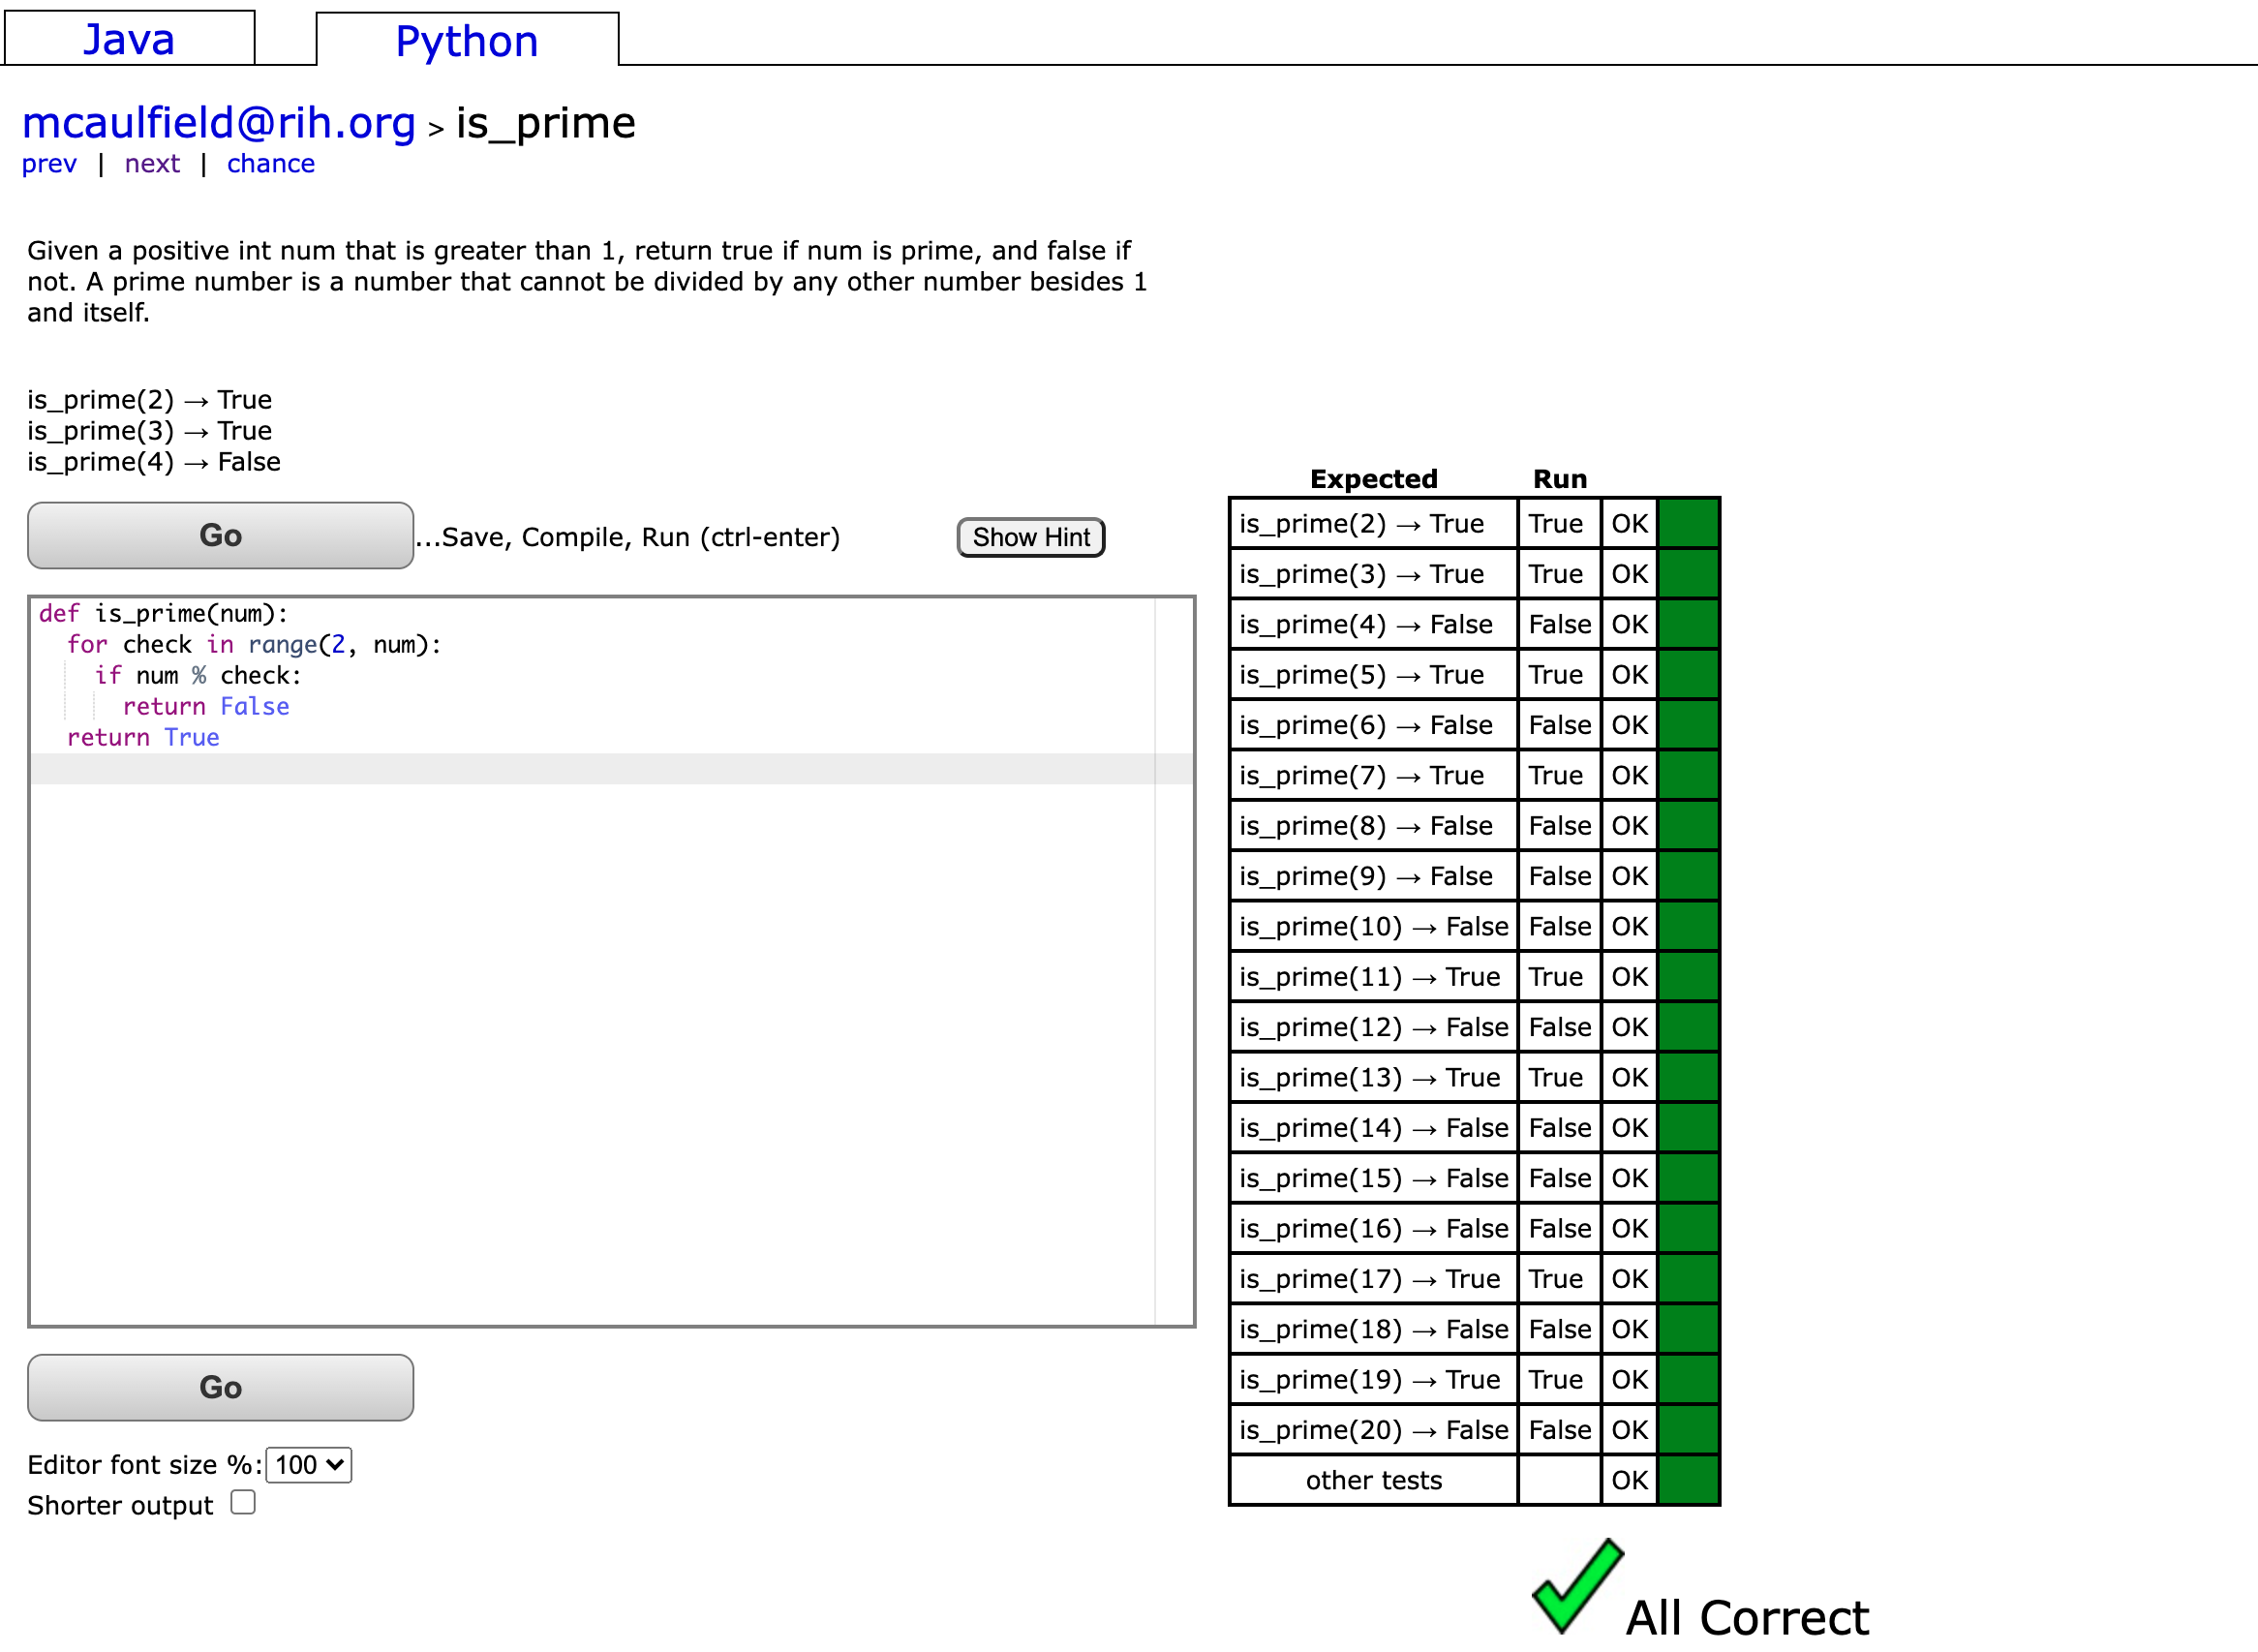 Java
Python
mcaulfield@rih.org > is_prime
prev | next | chance
Given a positive int num that is greater than 1, return true if num is prime, and false if
not. A prime number is a number that cannot be divided by any other number besides 1
and itself.
is_prime(2) → True
is_prime(3) → True
is_prime(4) → False
Go
...Save, Compile, Run (ctrl-enter)
Show Hint
def is_prime(num):
  for check in range(2, num):
    if num % check:
      return False
  return True
Go
Editor font size %: 100
Shorter output
Expected Run
is_prime(2) → True True OK
is_prime(3) → True True OK
is_prime(4) → False False OK
is_prime(5) → True True OK
is_prime(6) → False False OK
is_prime(7) → True True OK
is_prime(8) → False False OK
is_prime(9) → False False OK
is_prime(10) → False False OK
is_prime(11) → True True OK
is_prime(12) → False False OK
is_prime(13) → True True OK
is_prime(14) → False False OK
is_prime(15) → False False OK
is_prime(16) → False False OK
is_prime(17) → True True OK
is_prime(18) → False False OK
is_prime(19) → True True OK
is_prime(20) → False False OK
other tests OK
All Correct